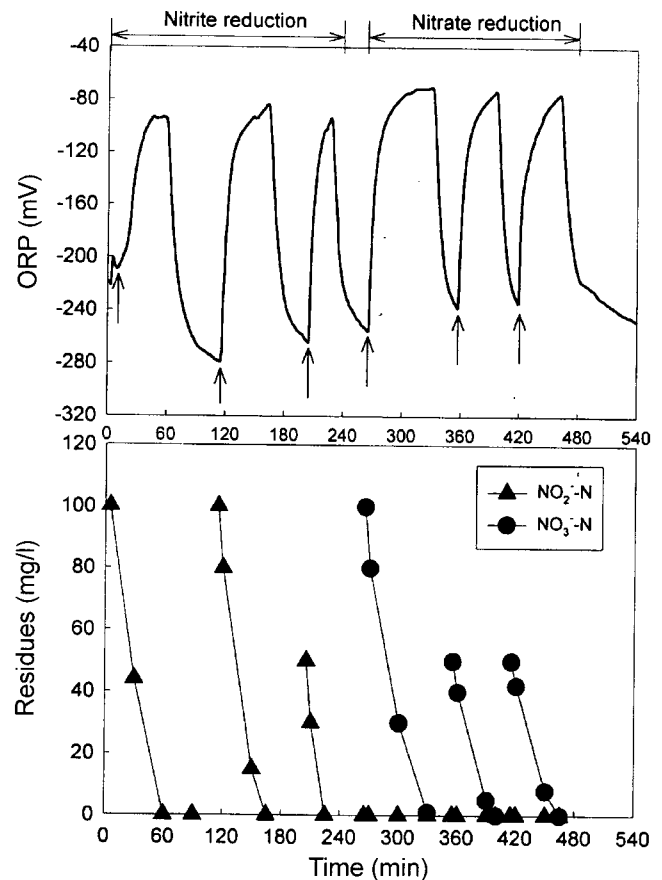 Nitrite reduction Nitrate reduction
-40
-80
-120
-160
-200
-240
-280
-320
ORP (mV)
0 60 120 180 240 300 360 420 480 540
120
100
80
60
40
20
0
Residues (mg/l)
NO₂⁻-N
NO₃⁻-N
0 60 120 180 240 300 360 420 480 540
Time (min)